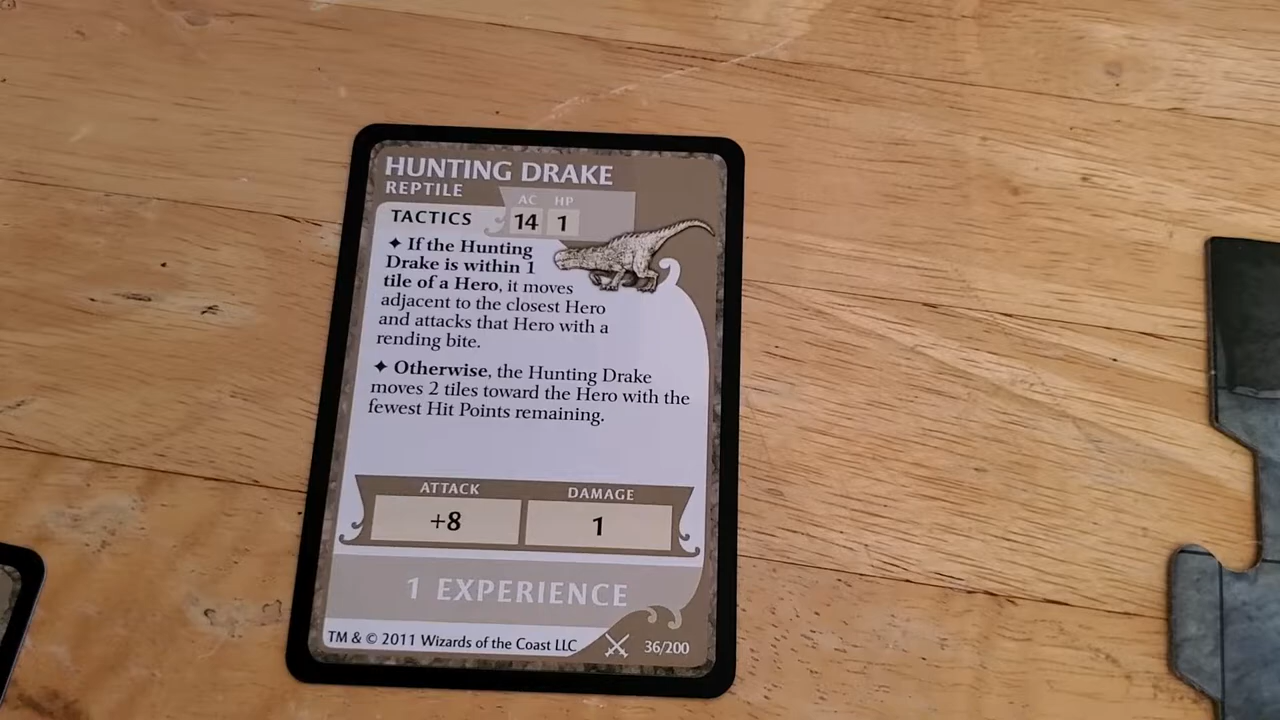 HUNTING DRAKE
REPTILE
AC HP
TACTICS 14 1
✦ If the Hunting
Drake is within 1
tile of a Hero, it moves
adjacent to the closest Hero
and attacks that Hero with a
rending bite.
✦ Otherwise, the Hunting Drake
moves 2 tiles toward the Hero with the
fewest Hit Points remaining.
ATTACK DAMAGE
+8 1
1 EXPERIENCE
TM & © 2011 Wizards of the Coast LLC 36/200